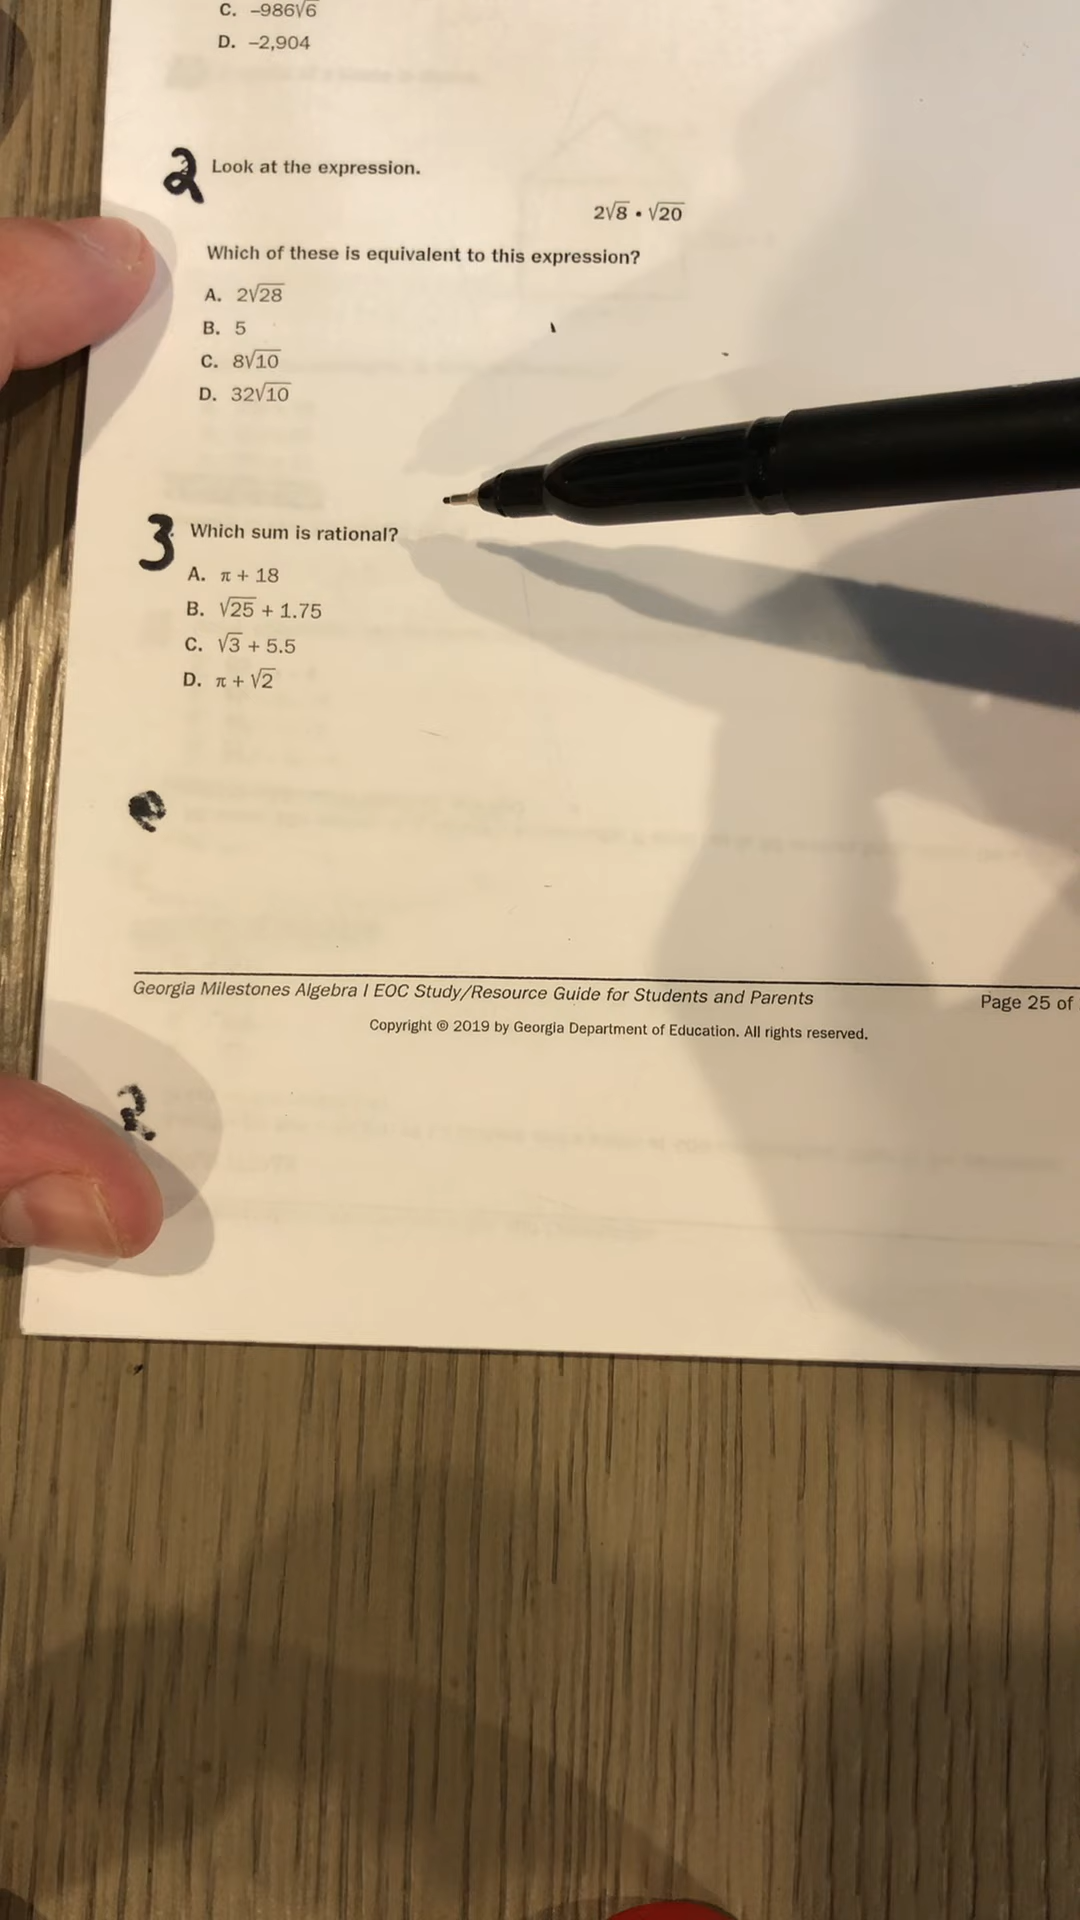 C. –986√6
D. –2,904
2 Look at the expression.
2√8 • √20
Which of these is equivalent to this expression?
A. 2√28
B. 5
C. 8√10
D. 32√10
3 Which sum is rational?
A. π + 18
B. √25 + 1.75
C. √3 + 5.5
D. π + √2
Georgia Milestones Algebra I EOC Study/Resource Guide for Students and Parents
Page 25 of
Copyright © 2019 by Georgia Department of Education. All rights reserved.
2